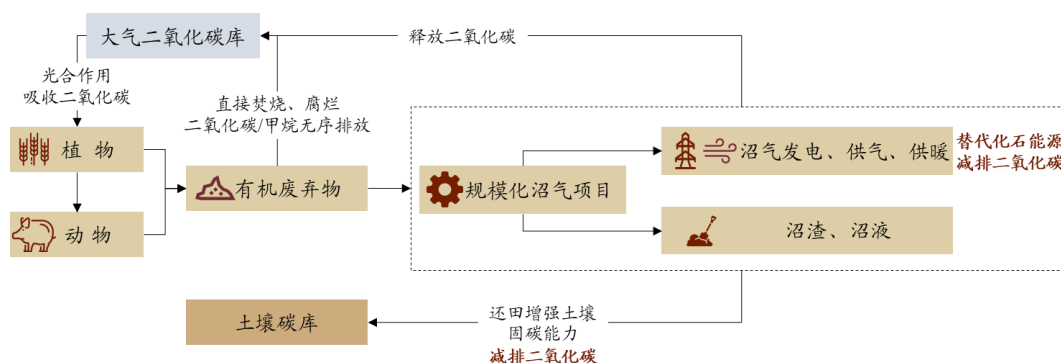 大气二氧化碳库
释放二氧化碳
光合作用
吸收二氧化碳
直接焚烧、腐烂
二氧化碳/甲烷无序排放
植 物
有机废弃物
动 物
规模化沼气项目
沼气发电、供气、供暖
替代化石能源
减排二氧化碳
沼渣、沼液
土壤碳库
还田增强土壤
固碳能力
减排二氧化碳